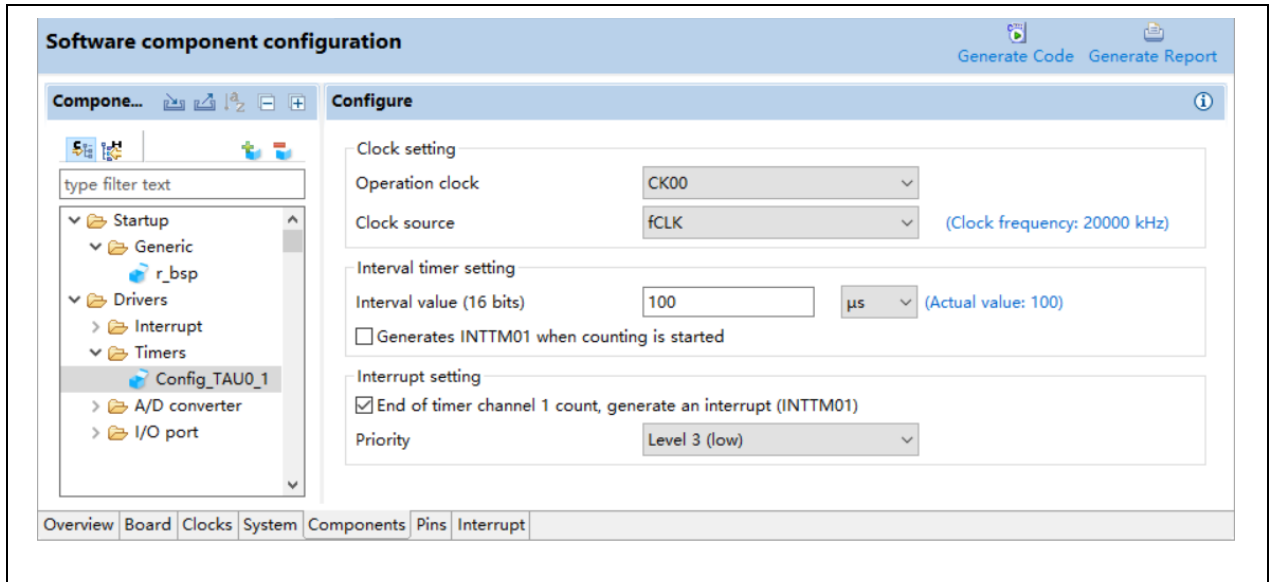 Software component configuration
Generate Code Generate Report
Compone...
Configure
type filter text
Startup
Generic
r_bsp
Drivers
Interrupt
Timers
Config_TAU0_1
A/D converter
I/O port
Clock setting
Operation clock CK00
Clock source fCLK (Clock frequency: 20000 kHz)
Interval timer setting
Interval value (16 bits) 100 µs (Actual value: 100)
Generates INTTM01 when counting is started
Interrupt setting
End of timer channel 1 count, generate an interrupt (INTTM01)
Priority Level 3 (low)
Overview Board Clocks System Components Pins Interrupt